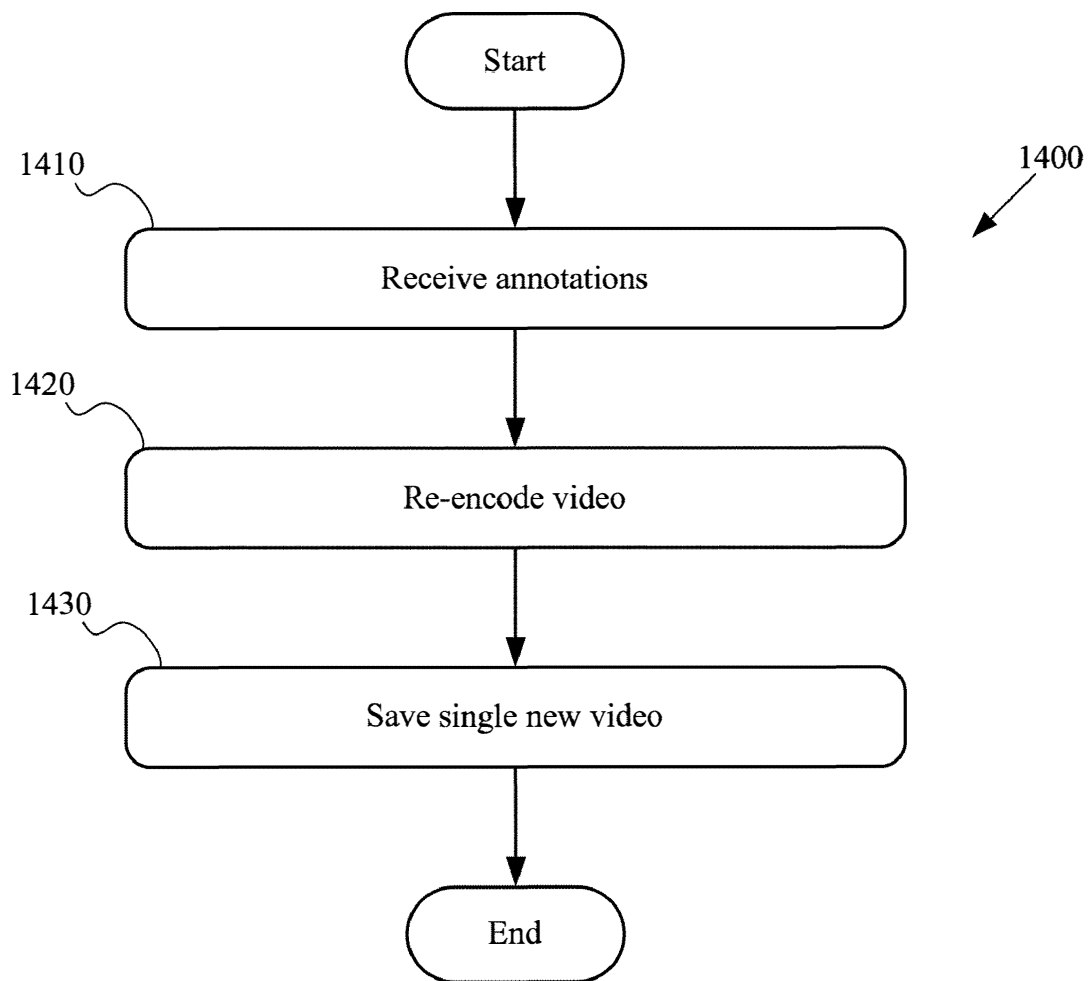 Start
1410
1400
Receive annotations
1420
Re-encode video
1430
Save single new video
End